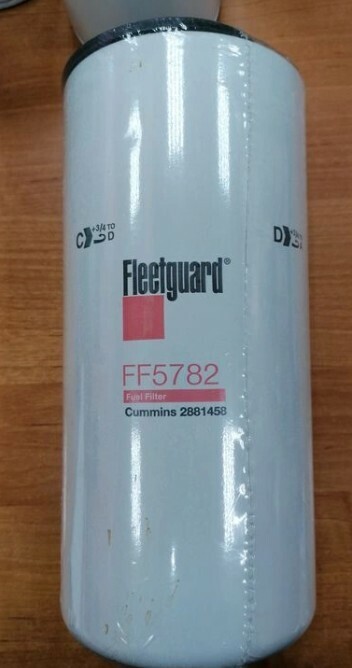 C +3/4 TO D
D
Fleetguard®
FF5782
Fuel Filter
Cummins 2881458